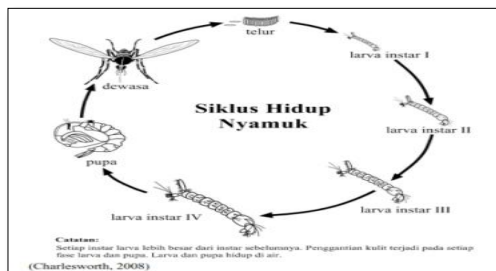 telur
larva instar I
dewasa
Siklus Hidup
Nyamuk
larva instar II
pupa
larva instar IV
larva instar III
Catatan:
Setiap instar larva lebih besar dari instar sebelumnya. Penggantian kulit terjadi pada setiap
fase larva dan pupa. Larva dan pupa hidup di air.
(Charlesworth, 2008)